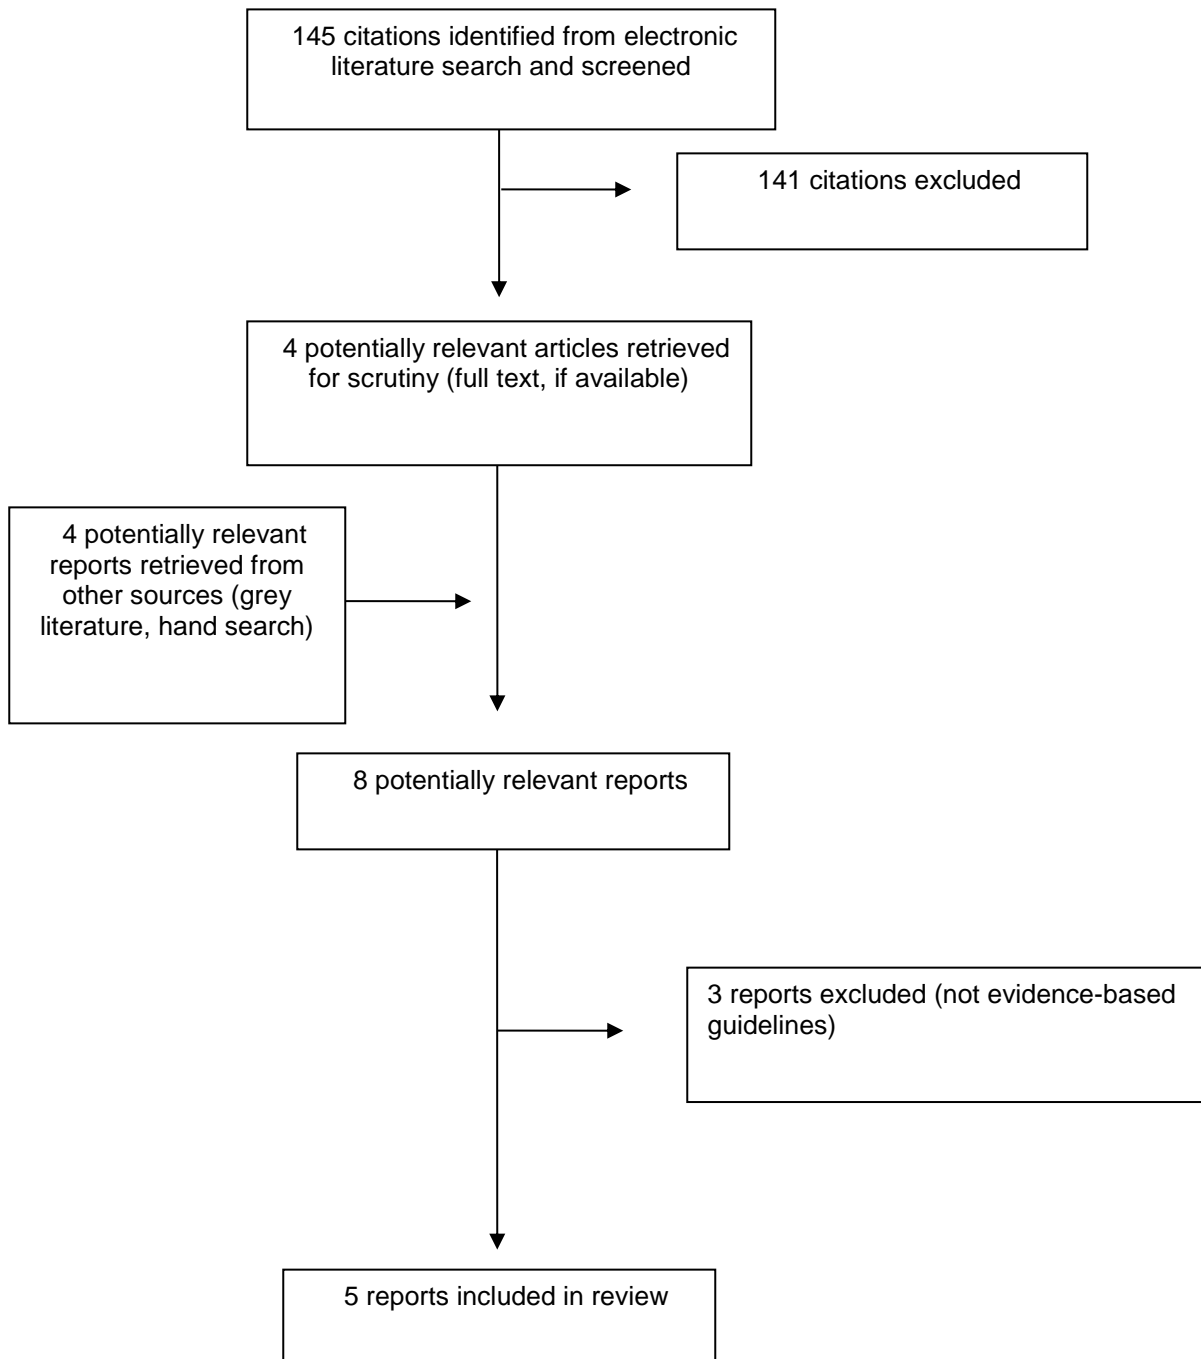 145 citations identified from electronic
literature search and screened
141 citations excluded
4 potentially relevant articles retrieved
for scrutiny (full text, if available)
4 potentially relevant
reports retrieved from
other sources (grey
literature, hand search)
8 potentially relevant reports
3 reports excluded (not evidence-based
guidelines)
5 reports included in review